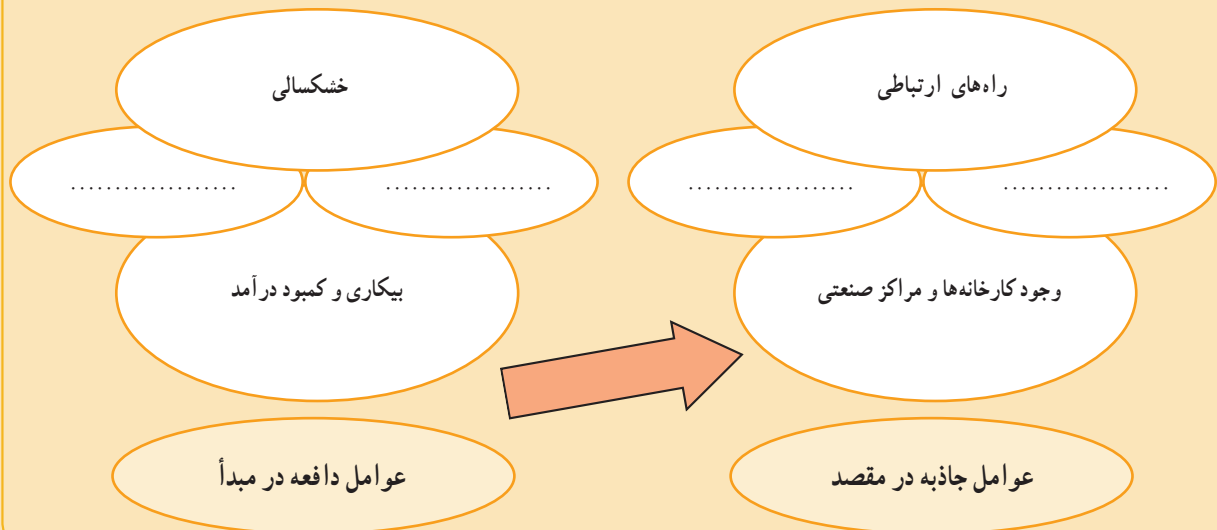 راه‌های ارتباطی
خشکسالی
...................
...................
...................
...................
وجود کارخانه‌ها و مراکز صنعتی
بیکاری و کمبود درآمد
عوامل جاذبه در مقصد
عوامل دافعه در مبدأ